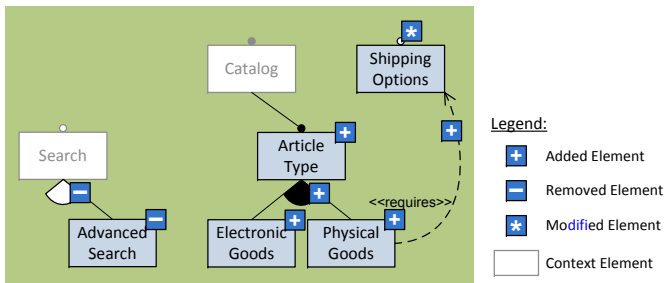 Catalog
Shipping
Options
Search
Article
Type
<<requires>>
Advanced
Search
Electronic
Goods
Physical
Goods
Legend:
Added Element
Removed Element
Modified Element
Context Element